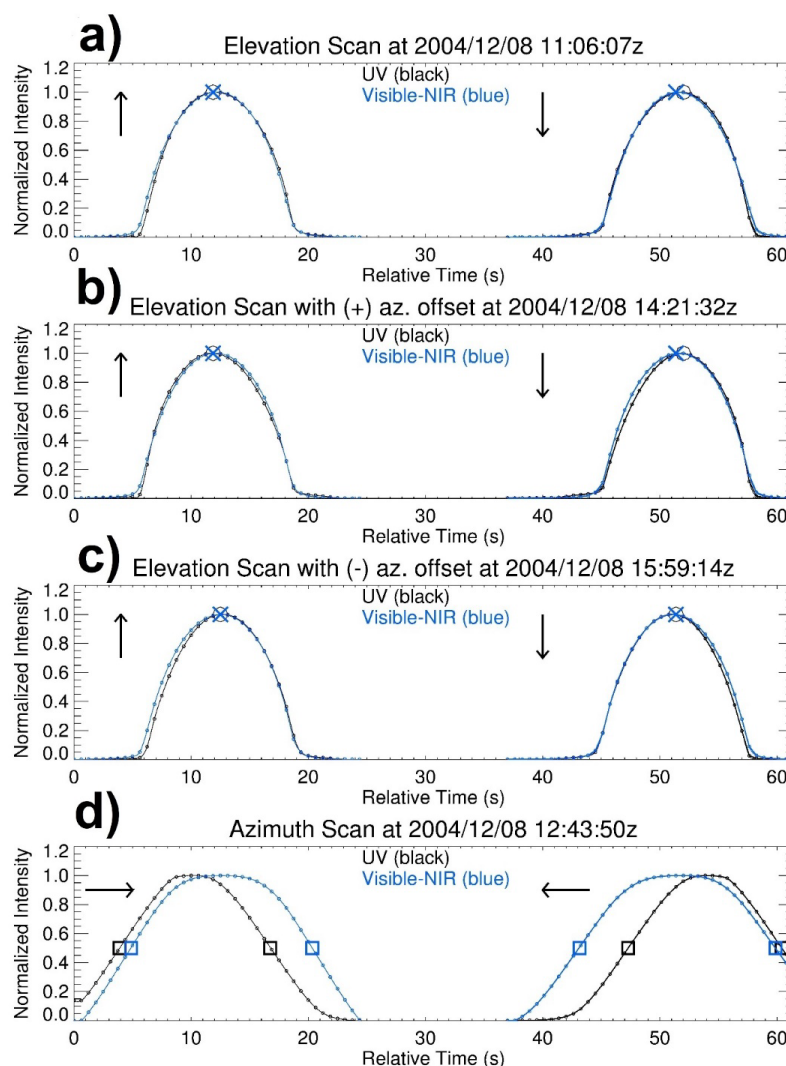 a)
Elevation Scan at 2004/12/08 11:06:07z
UV (black)
Visible-NIR (blue)
Normalized Intensity
1.2
1.0
0.8
0.6
0.4
0.2
0.0
0 10 20 30 40 50 60
Relative Time (s)
b)
Elevation Scan with (+) az. offset at 2004/12/08 14:21:32z
UV (black)
Visible-NIR (blue)
Normalized Intensity
1.2
1.0
0.8
0.6
0.4
0.2
0.0
0 10 20 30 40 50 60
Relative Time (s)
c)
Elevation Scan with (-) az. offset at 2004/12/08 15:59:14z
UV (black)
Visible-NIR (blue)
Normalized Intensity
1.2
1.0
0.8
0.6
0.4
0.2
0.0
0 10 20 30 40 50 60
Relative Time (s)
d)
Azimuth Scan at 2004/12/08 12:43:50z
UV (black)
Visible-NIR (blue)
Normalized Intensity
1.2
1.0
0.8
0.6
0.4
0.2
0.0
0 10 20 30 40 50 60
Relative Time (s)